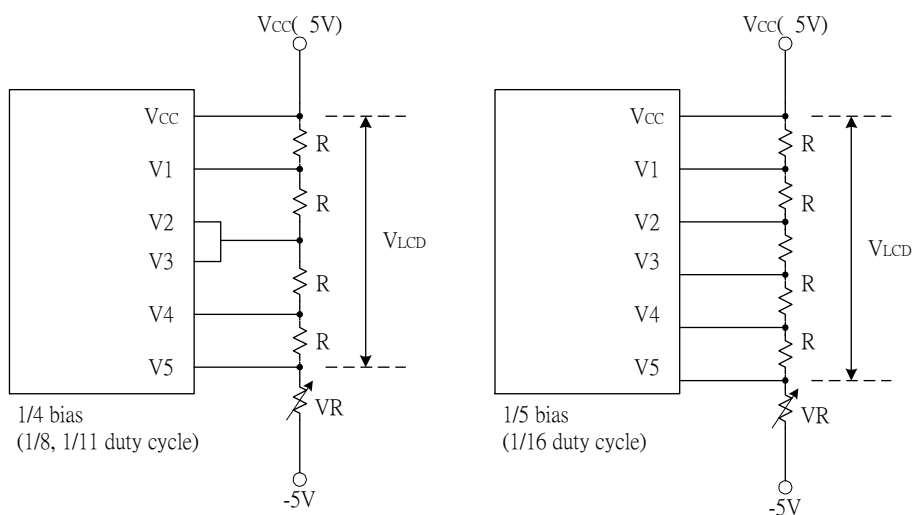 VCC( 5V)
VCC
R
V1
R
V2
VLCD
V3
R
V4
R
V5
VR
1/4 bias
(1/8, 1/11 duty cycle)
-5V
VCC( 5V)
VCC
R
V1
R
V2
VLCD
V3
R
V4
R
V5
VR
1/5 bias
(1/16 duty cycle)
-5V